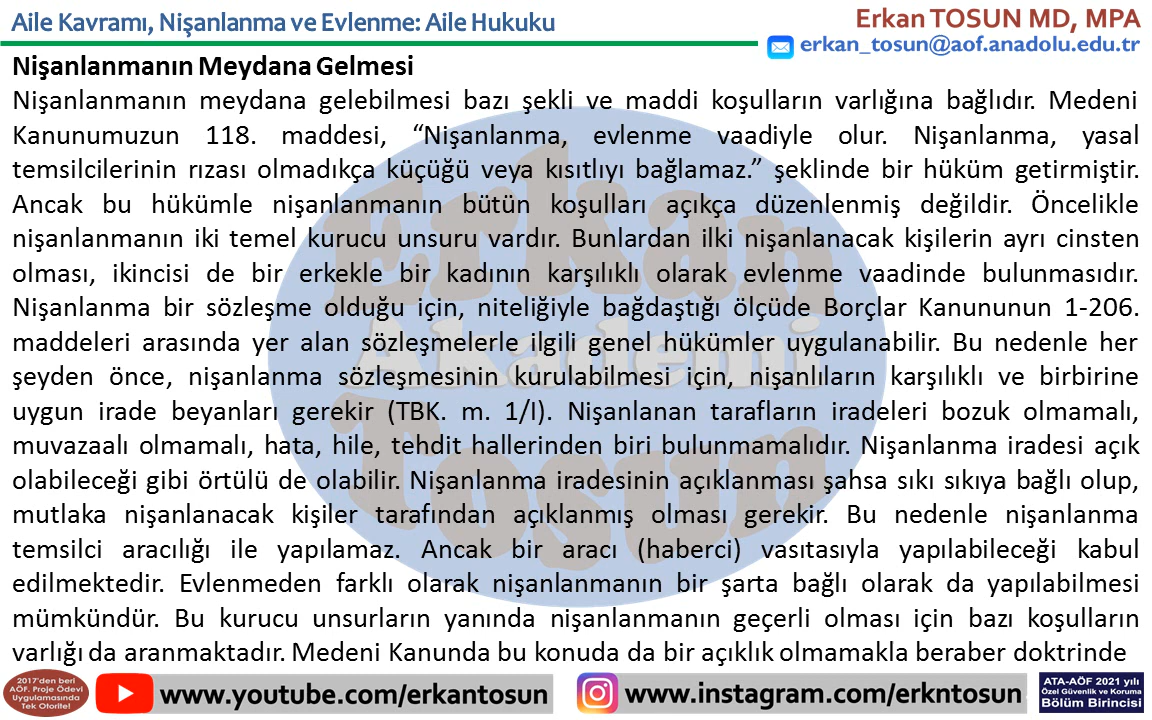 Aile Kavramı, Nişanlanma ve Evlenme: Aile Hukuku
Erkan TOSUN MD, MPA
erkan_tosun@aof.anadolu.edu.tr
Nişanlanmanın Meydana Gelmesi
Nişanlanmanın meydana gelebilmesi bazı şekli ve maddi koşulların varlığına bağlıdır. Medeni
Kanunumuzun 118. maddesi, “Nişanlanma, evlenme vaadiyle olur. Nişanlanma, yasal
temsilcilerinin rızası olmadıkça küçüğü veya kısıtlıyı bağlamaz.” şeklinde bir hüküm getirmiştir.
Ancak bu hükümle nişanlanmanın bütün koşulları açıkça düzenlenmiş değildir. Öncelikle
nişanlanmanın iki temel kurucu unsuru vardır. Bunlardan ilki nişanlanacak kişilerin ayrı cinsten
olması, ikincisi de bir erkekle bir kadının karşılıklı olarak evlenme vaadinde bulunmasıdır.
Nişanlanma bir sözleşme olduğu için, niteliğiyle bağdaştığı ölçüde Borçlar Kanununun 1-206.
maddeleri arasında yer alan sözleşmelerle ilgili genel hükümler uygulanabilir. Bu nedenle her
şeyden önce, nişanlanma sözleşmesinin kurulabilmesi için, nişanlıların karşılıklı ve birbirine
uygun irade beyanları gerekir (TBK. m. 1/I). Nişanlanan tarafların iradeleri bozuk olmamalı,
muvazaalı olmamalı, hata, hile, tehdit hallerinden biri bulunmamalıdır. Nişanlanma iradesi açık
olabileceği gibi örtülü de olabilir. Nişanlanma iradesinin açıklanması şahsa sıkı sıkıya bağlı olup,
mutlaka nişanlanacak kişiler tarafından açıklanmış olması gerekir. Bu nedenle nişanlanma
temsilci aracılığı ile yapılamaz. Ancak bir aracı (haberci) vasıtasıyla yapılabileceği kabul
edilmektedir. Evlenmeden farklı olarak nişanlanmanın bir şarta bağlı olarak da yapılabilmesi
mümkündür. Bu kurucu unsurların yanında nişanlanmanın geçerli olması için bazı koşulların
varlığı da aranmaktadır. Medeni Kanunda bu konuda da bir açıklık olmamakla beraber doktrinde
Erkan
Akademi
Tosun
2017'den beri
AÖF. Proje Ödevi
Uygulamasında
Tek Otorite!
www.youtube.com/erkantosun
www.instagram.com/erkntosun
ATA-AÖF 2021 yılı
Özel Güvenlik ve Koruma
Bölüm Birincisi